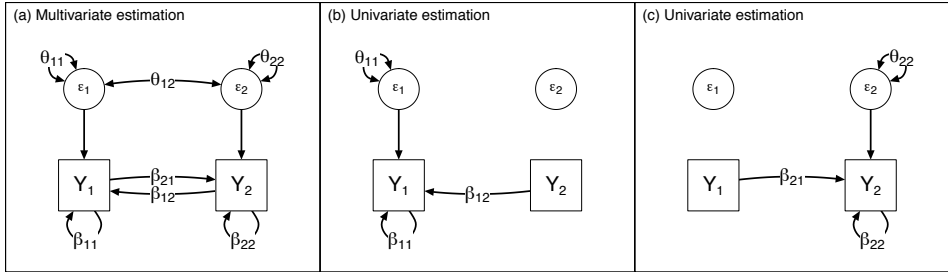 (a) Multivariate estimation
θ11
θ12
θ22
ε1
ε2
Y1
β21
β12
Y2
β11
β22
(b) Univariate estimation
θ11
ε1
ε2
Y1
β12
Y2
β11
(c) Univariate estimation
θ22
ε1
ε2
Y1
β21
Y2
β22